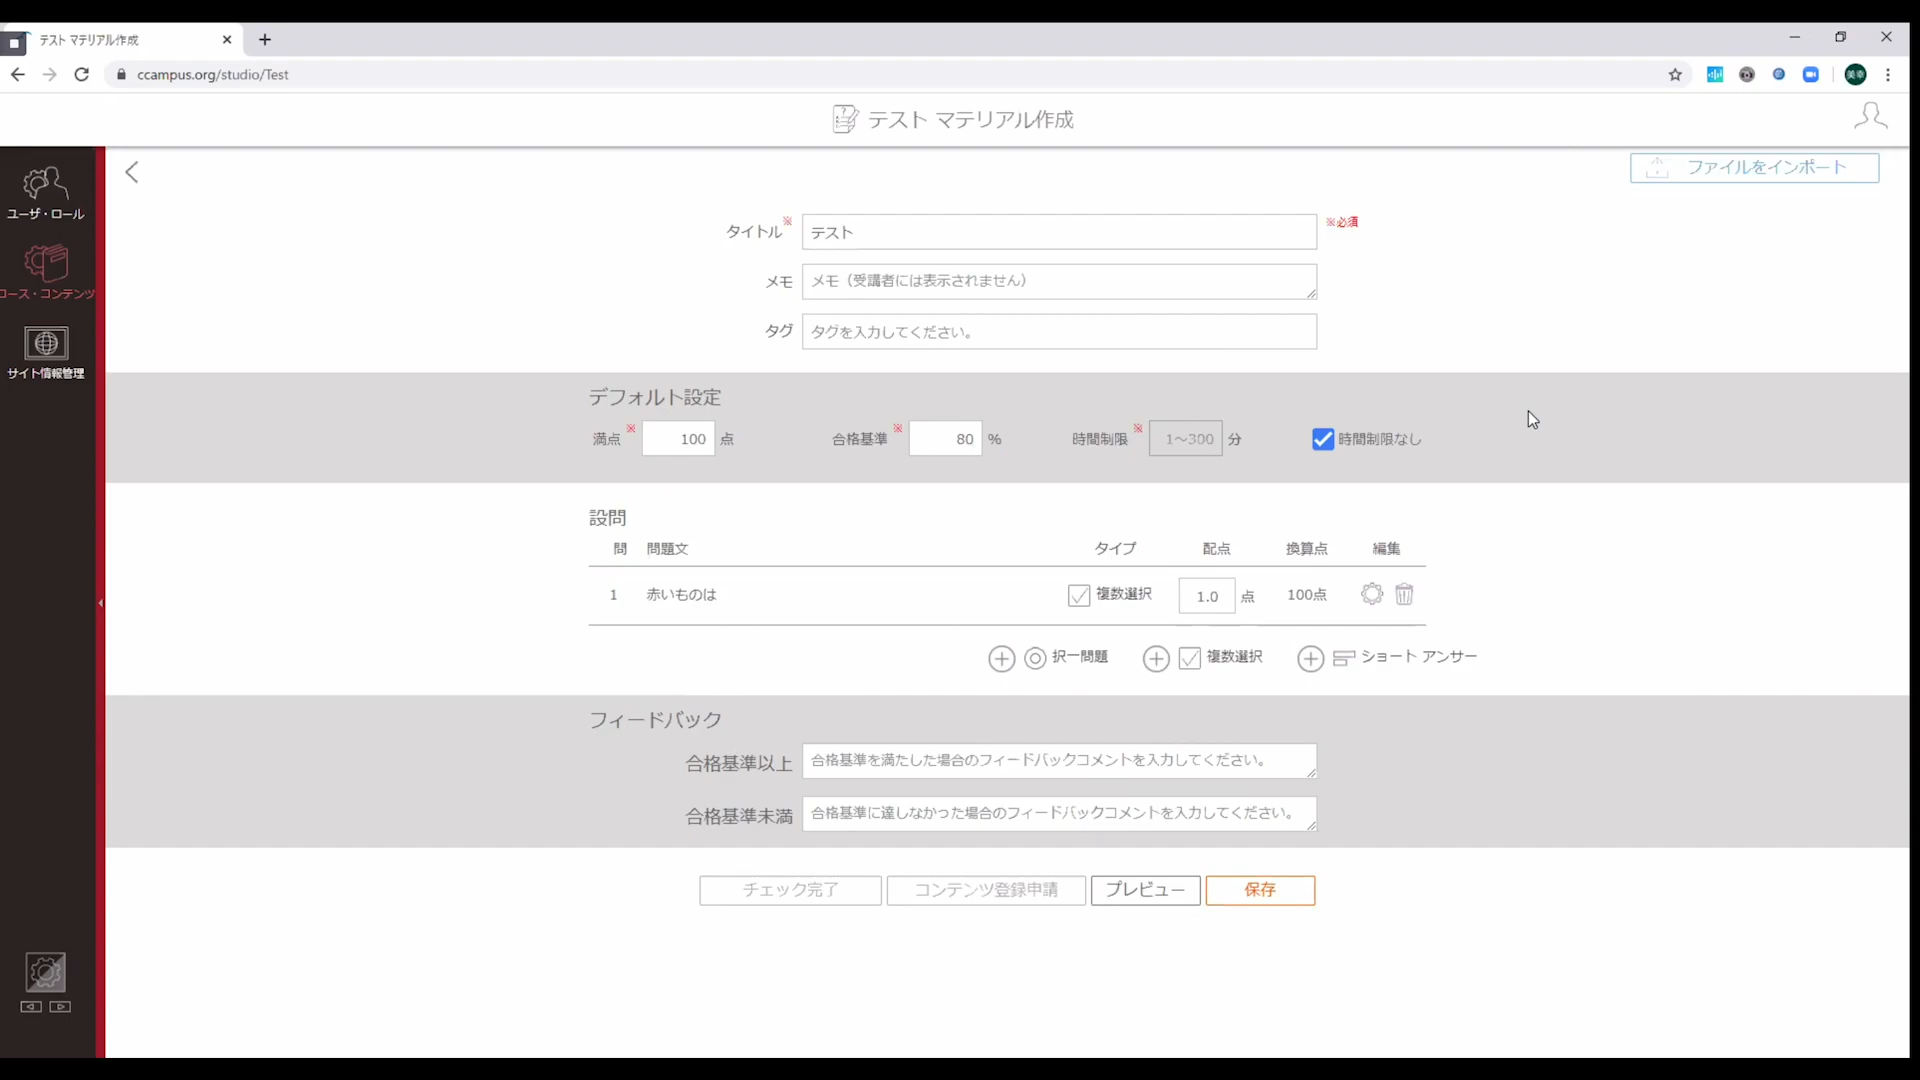 テスト マテリアル作成
ccampus.org/studio/Test
美幸
テスト マテリアル作成
ユーザ・ロール
コース・コンテンツ
サイト情報管理
ファイルをインポート
タイトル※ テスト ※必須
メモ メモ（受講者には表示されません）
タグ タグを入力してください。
デフォルト設定
満点※ 100 点 合格基準※ 80 % 時間制限※ 1～300 分 時間制限なし
設問
問 問題文 タイプ 配点 換算点 編集
1 赤いものは 複数選択 1.0 点 100点
択一問題 複数選択 ショート アンサー
フィードバック
合格基準以上 合格基準を満たした場合のフィードバックコメントを入力してください。
合格基準未満 合格基準に達しなかった場合のフィードバックコメントを入力してください。
チェック完了 コンテンツ登録申請 プレビュー 保存